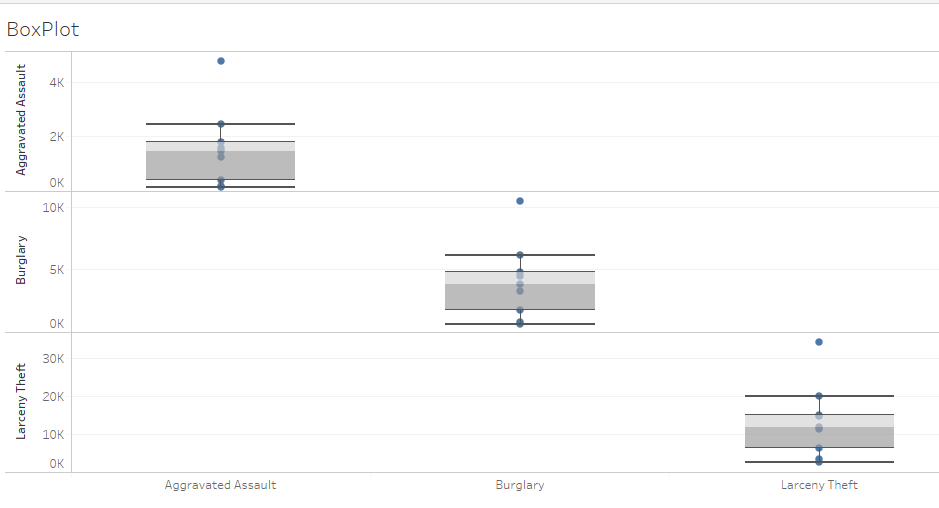 BoxPlot
Aggravated Assault
4K
2K
0K
Burglary
10K
5K
0K
Larceny Theft
30K
20K
10K
0K
Aggravated Assault
Burglary
Larceny Theft